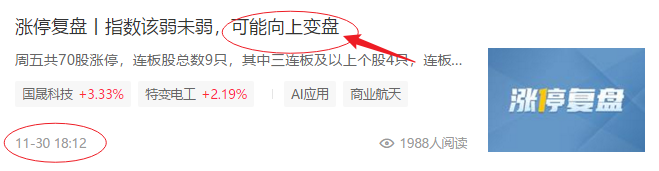 涨停复盘丨指数该弱未弱，可能向上变盘
周五共70股涨停，连板股总数9只，其中三连板及以上个股4只，连板...
国晟科技 +3.33% 特变电工 +2.19% AI应用 商业航天
11-30 18:12 1988人阅读
涨停复盘